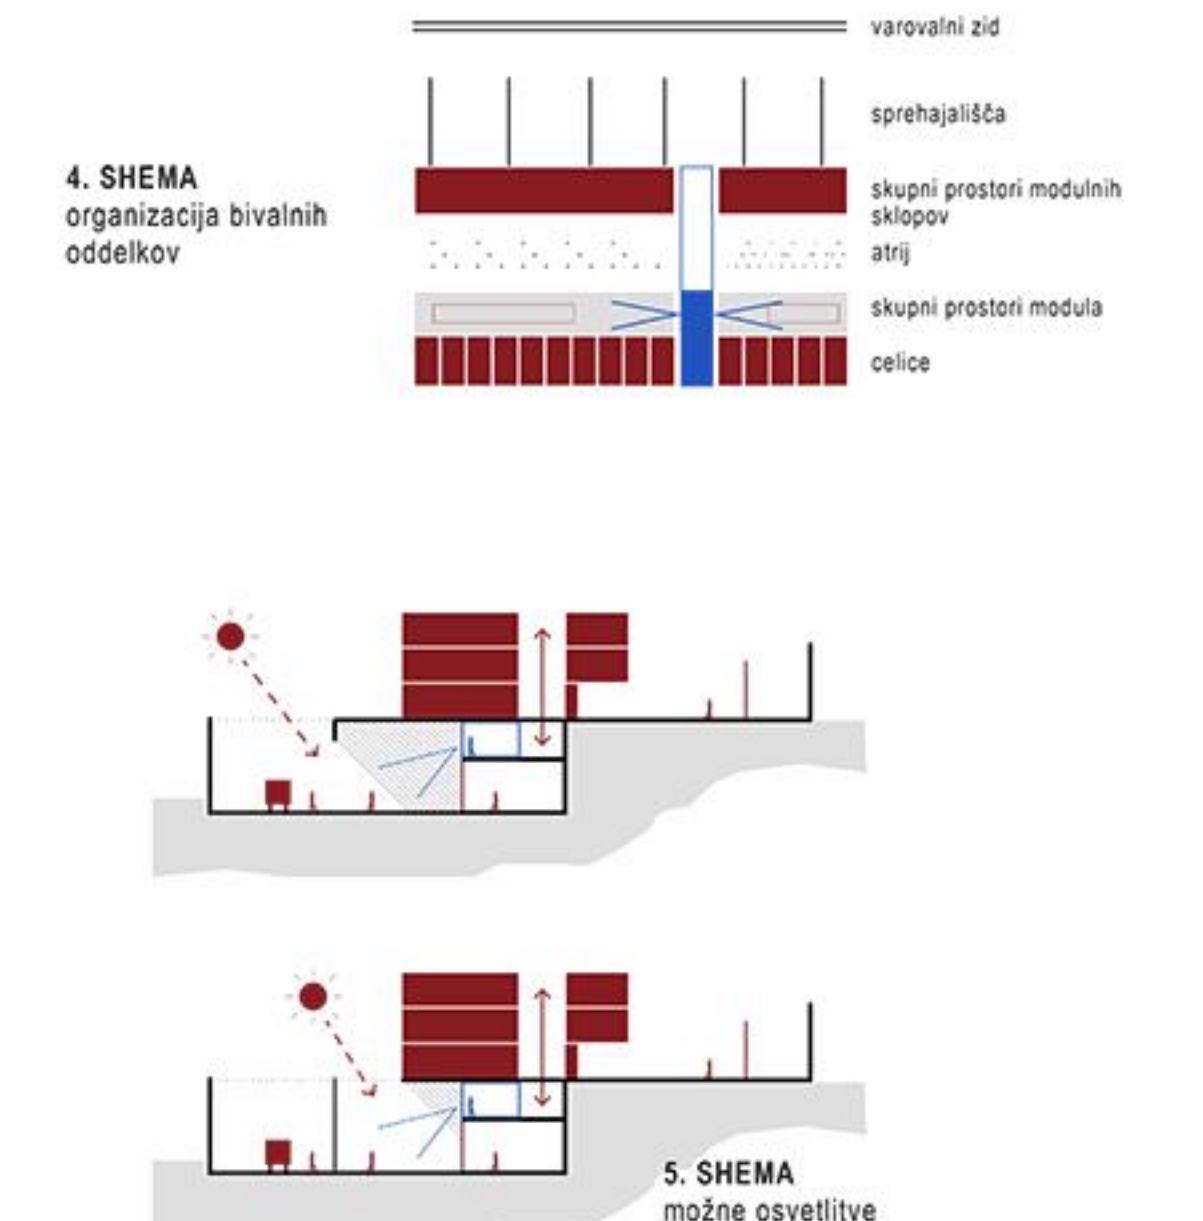 varovalni zid
sprehajališča
4. SHEMA
organizacija bivalnih
oddelkov
skupni prostori modulnih
sklopov
atrij
skupni prostori modula
celice
5. SHEMA
možne osvetlitve